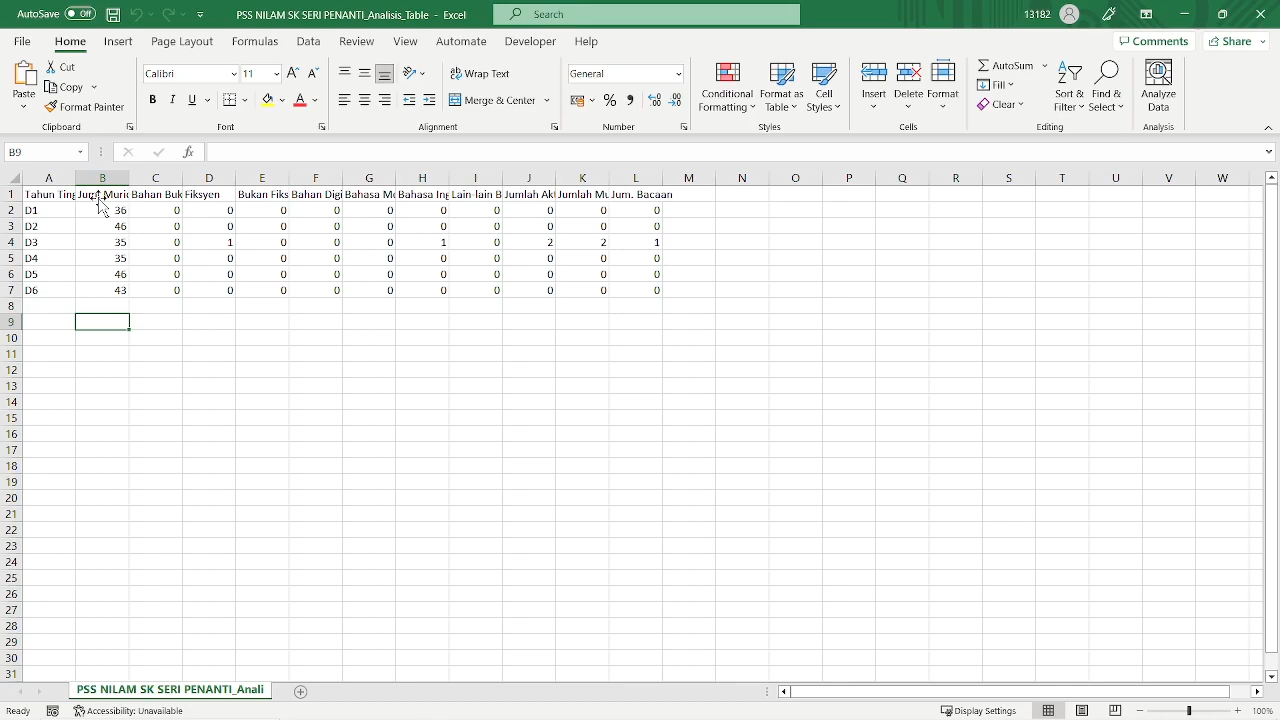 AutoSave Off PSS NILAM SK SERI PENANTI_Analisis_Table - Excel Search 13182
File Home Insert Page Layout Formulas Data Review View Automate Developer Help Comments Share
Paste Cut Copy Format Painter Clipboard
Calibri 11 B I U Font
Wrap Text Merge & Center Alignment
General % Number
Conditional Formatting Format as Table Cell Styles Styles
Insert Delete Format Cells
AutoSum Fill Clear Sort & Filter Find & Select Editing
Analyze Data Analysis
B9 fx
A B C D E F G H I J K L M N O P Q R S T U V W
1 Tahun Ting Bahan Buk Fiksyen Bukan Fiks Bahan Digi Bahasa Me Bahasa Ing Lain-lain B Jumlah Akt Jumlah Mu Jum. Bacaan
2 D1 36 0 0 0 0 0 0 0 0 0 0
3 D2 46 0 0 0 0 0 0 0 0 0 0
4 D3 35 0 1 0 0 0 1 0 2 2 1
5 D4 35 0 0 0 0 0 0 0 0 0 0
6 D5 46 0 0 0 0 0 0 0 0 0 0
7 D6 43 0 0 0 0 0 0 0 0 0 0
8
9
10
11
12
13
14
15
16
17
18
19
20
21
22
23
24
25
26
27
28
29
30
31
PSS NILAM SK SERI PENANTI_Anali
Ready Accessibility: Unavailable Display Settings 100%